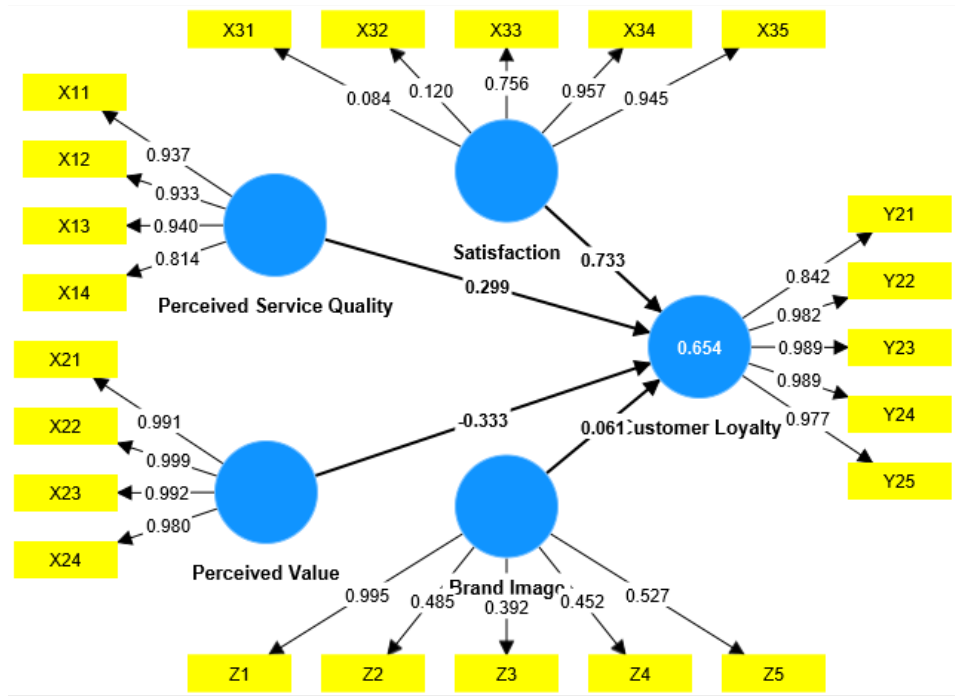 X31
X32
X33
X34
X35
0.084
0.120
0.756
0.957
0.945
X11
X12
X13
X14
0.937
0.933
0.940
0.814
Perceived Service Quality
Satisfaction
0.299
0.733
Y21
Y22
Y23
Y24
Y25
0.842
0.982
0.989
0.989
0.977
0.654
X21
X22
X23
X24
0.991
0.999
0.992
0.980
Perceived Value
-0.333
0.061
Customer Loyalty
Brand Image
0.995
0.485
0.392
0.452
0.527
Z1
Z2
Z3
Z4
Z5